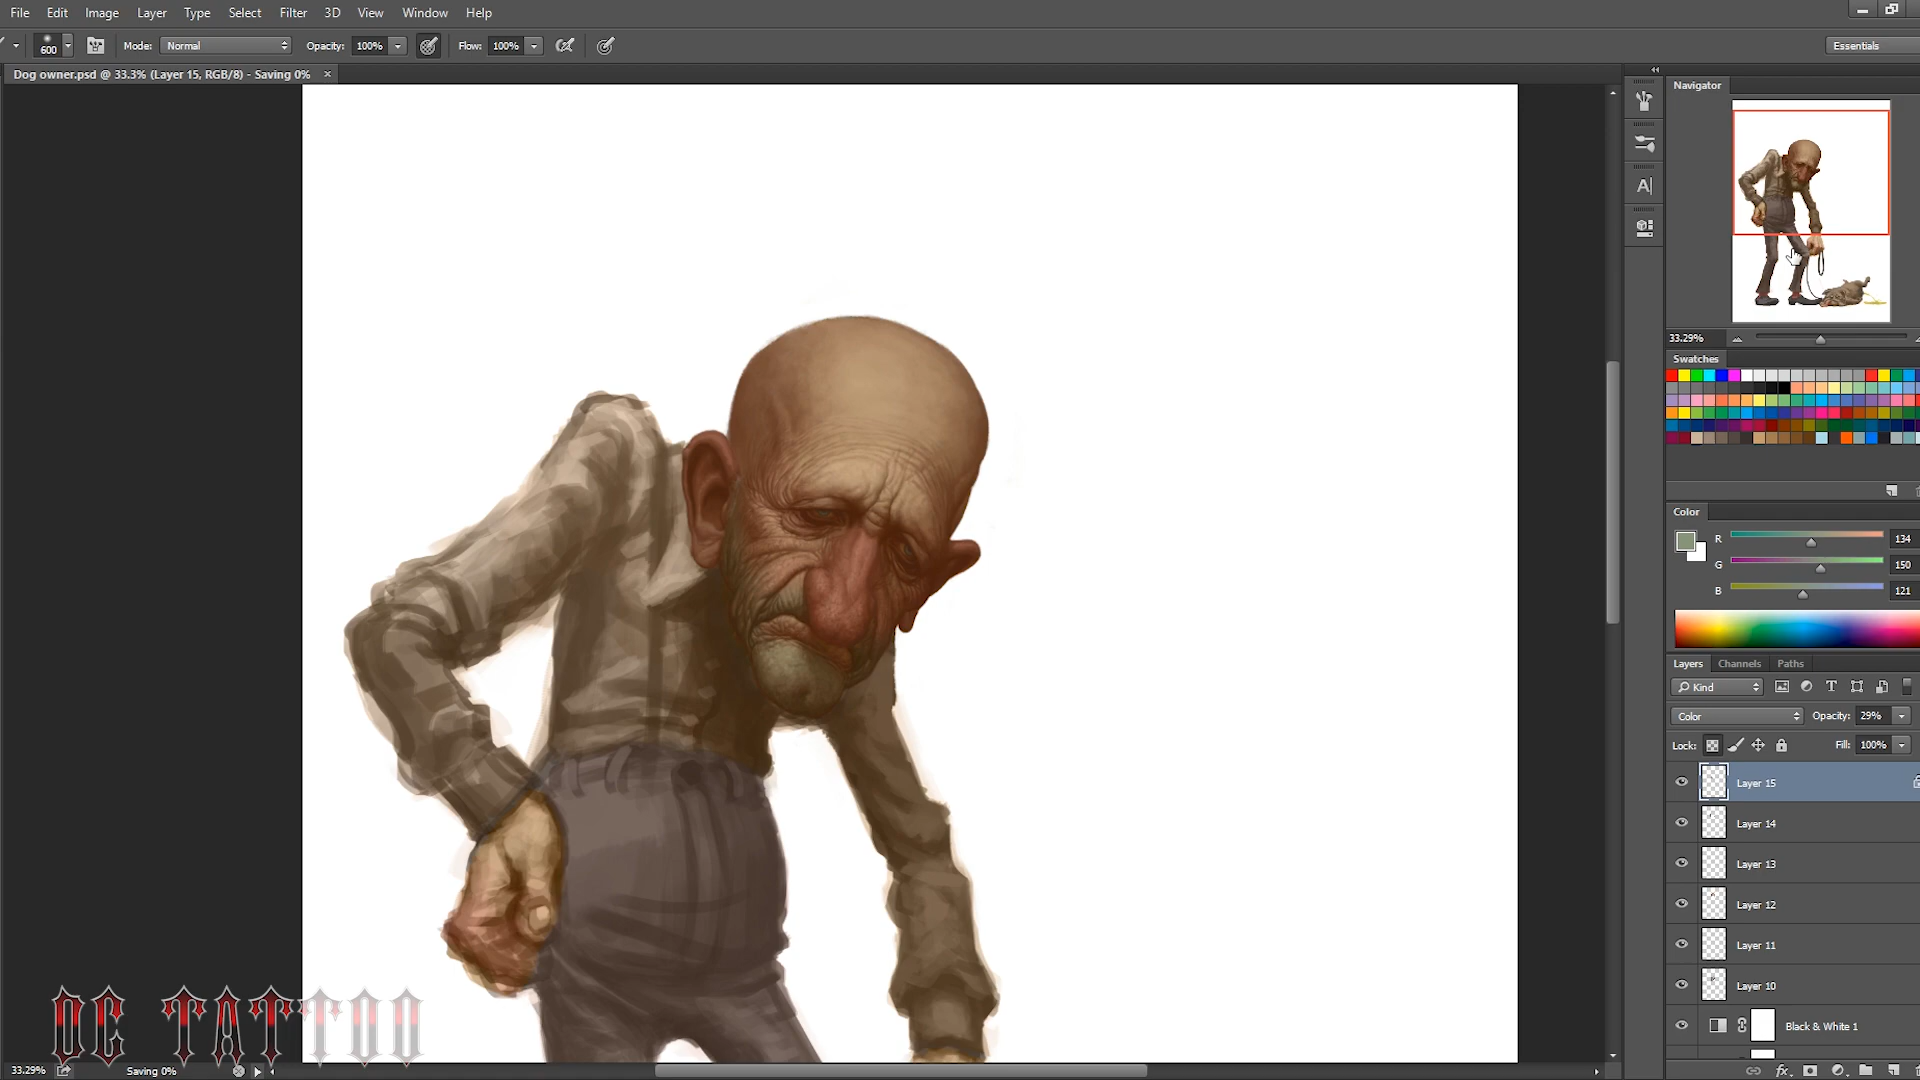 File Edit Image Layer Type Select Filter 3D View Window Help
600 Mode: Normal Opacity: 100% Flow: 100% Essentials
Dog owner.psd @ 33.3% (Layer 15, RGB/8) - Saving 0% ×
Navigator
33.29%
Swatches
Color
R 134
G 150
B 121
Layers Channels Paths
Kind
Color Opacity: 29%
Lock: Fill: 100%
Layer 15
Layer 14
Layer 13
Layer 12
Layer 11
Layer 10
Black & White 1
DC TATTOO
33.29% Saving 0%